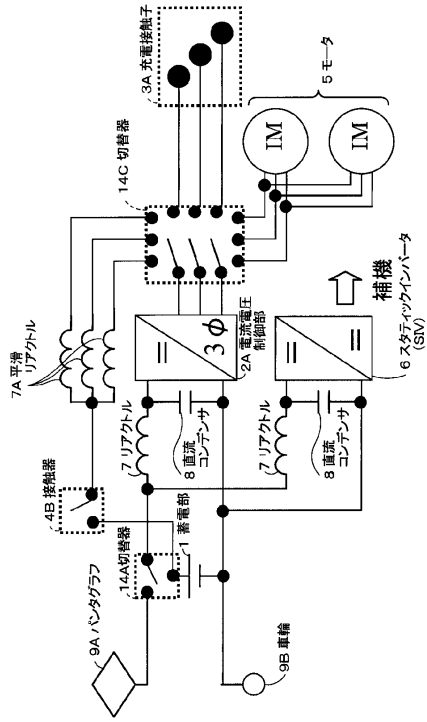 3A 充電接触子
14C 切替器
IM
IM
5 モータ
7A 平滑
リアクトル
=
3φ
2A 電流電圧
制御部
7 リアクトル
8 直流
コンデンサ
=
=
補機
6 スタティックインバータ
(SIV)
7 リアクトル
8 直流
コンデンサ
4B 接触器
14A切替器
1 蓄電部
9A パンタグラフ
9B 車輪